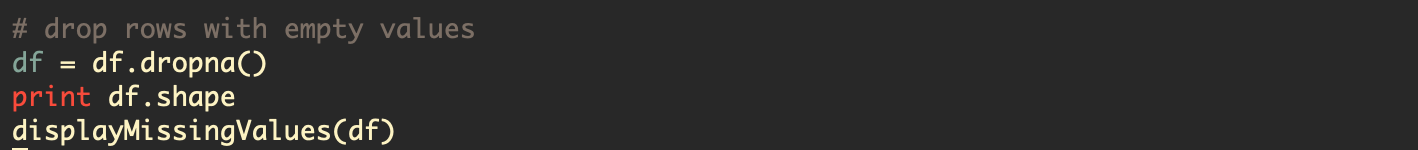 # drop rows with empty values
df = df.dropna()
print df.shape
displayMissingValues(df)